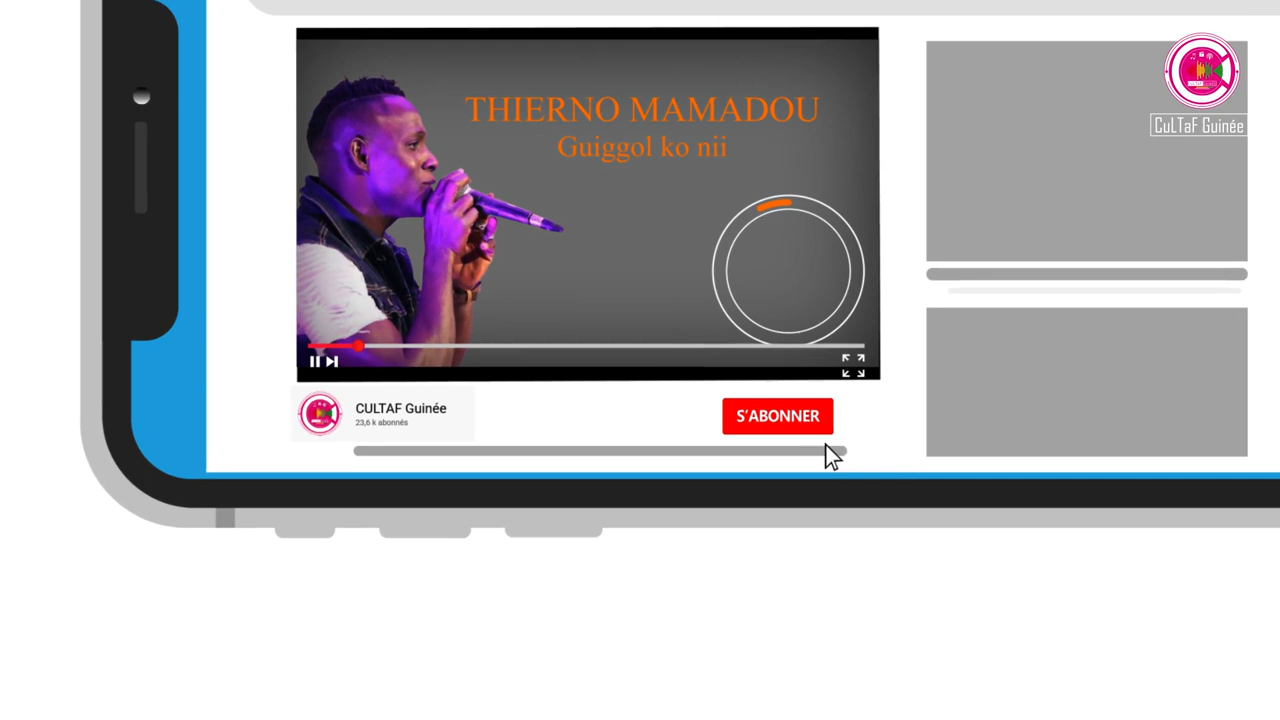 THIERNO MAMADOU
Guiggol ko nii
CuLTaF Guinée
CULTAF Guinée
23,6 k abonnés
S'ABONNER